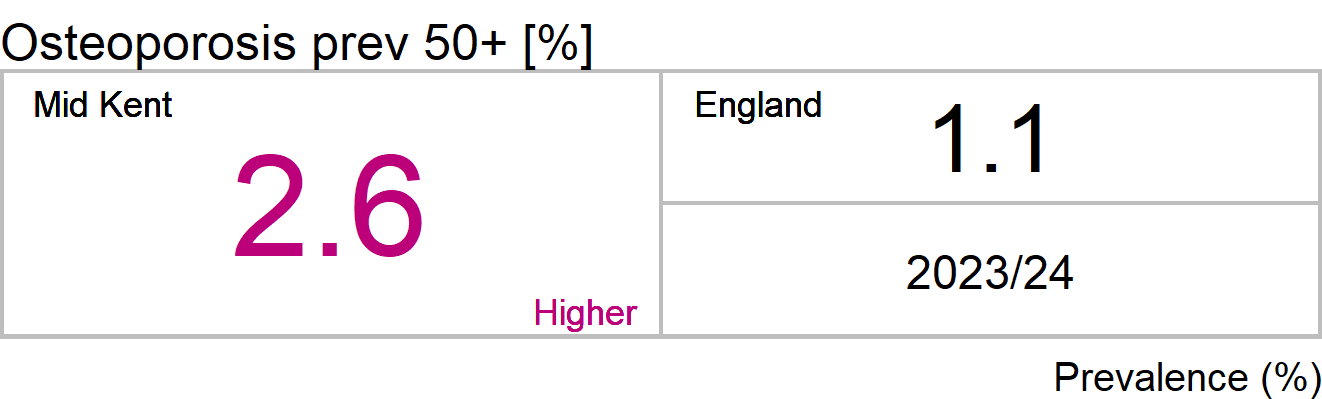 Osteoporosis prev 50+ [%]
Mid Kent
2.6
Higher
England
1.1
2023/24
Prevalence (%)